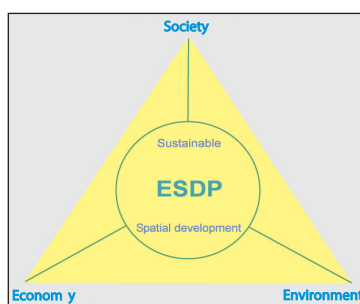 Society
Sustainable
ESDP
Spatial development
Econom y
Environment